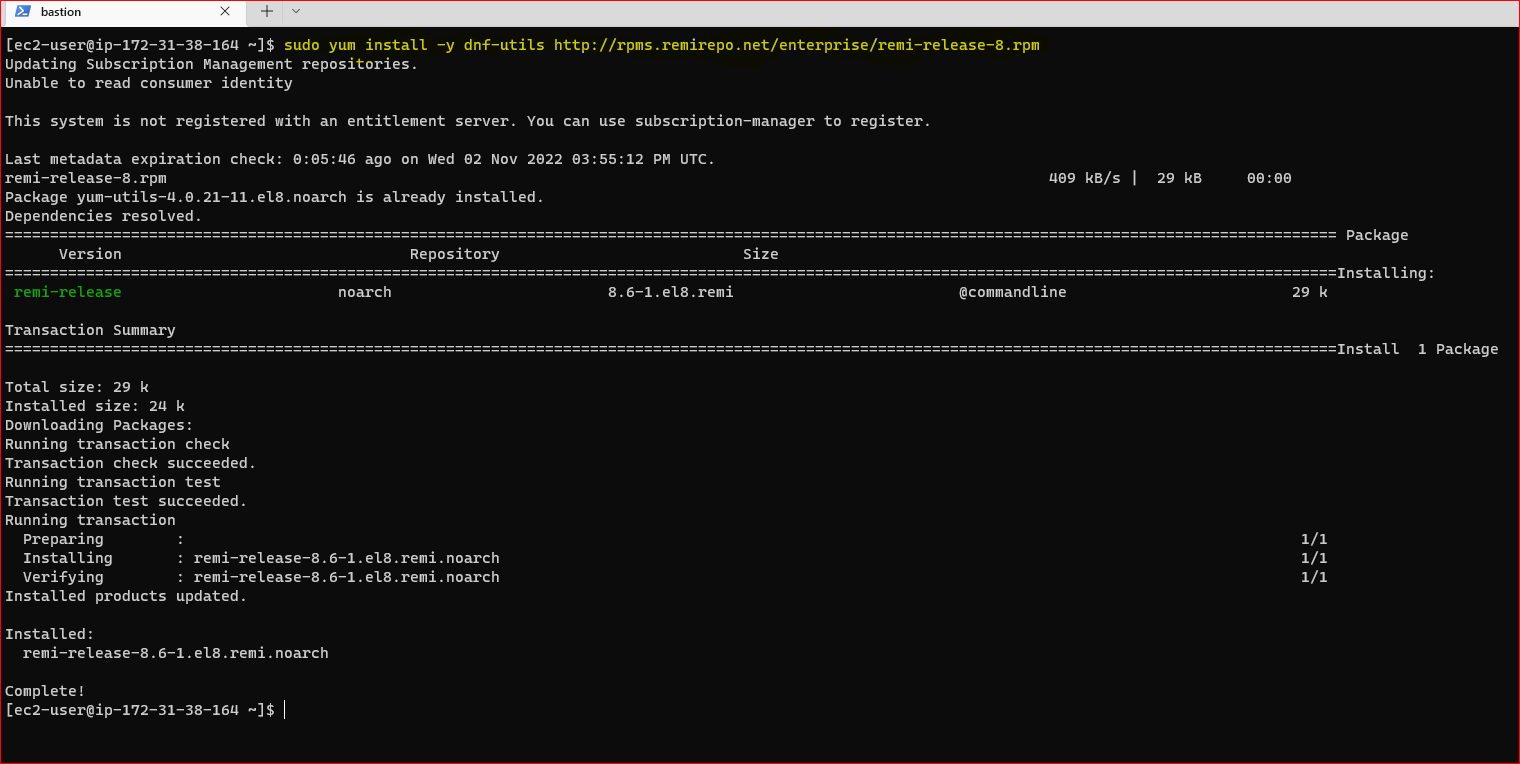 bastion
[ec2-user@ip-172-31-38-164 ~]$ sudo yum install -y dnf-utils http://rpms.remirepo.net/enterprise/remi-release-8.rpm
Updating Subscription Management repositories.
Unable to read consumer identity
This system is not registered with an entitlement server. You can use subscription-manager to register.
Last metadata expiration check: 0:05:46 ago on Wed 02 Nov 2022 03:55:12 PM UTC.
remi-release-8.rpm 409 kB/s | 29 kB 00:00
Package yum-utils-4.0.21-11.el8.noarch is already installed.
Dependencies resolved.
==================================================================================================================================================== Package
Version Repository Size
====================================================================================================================================================Installing:
remi-release noarch 8.6-1.el8.remi @commandline 29 k
Transaction Summary
====================================================================================================================================================Install 1 Package
Total size: 29 k
Installed size: 24 k
Downloading Packages:
Running transaction check
Transaction check succeeded.
Running transaction test
Transaction test succeeded.
Running transaction
Preparing : 1/1
Installing : remi-release-8.6-1.el8.remi.noarch 1/1
Verifying : remi-release-8.6-1.el8.remi.noarch 1/1
Installed products updated.
Installed:
remi-release-8.6-1.el8.remi.noarch
Complete!
[ec2-user@ip-172-31-38-164 ~]$